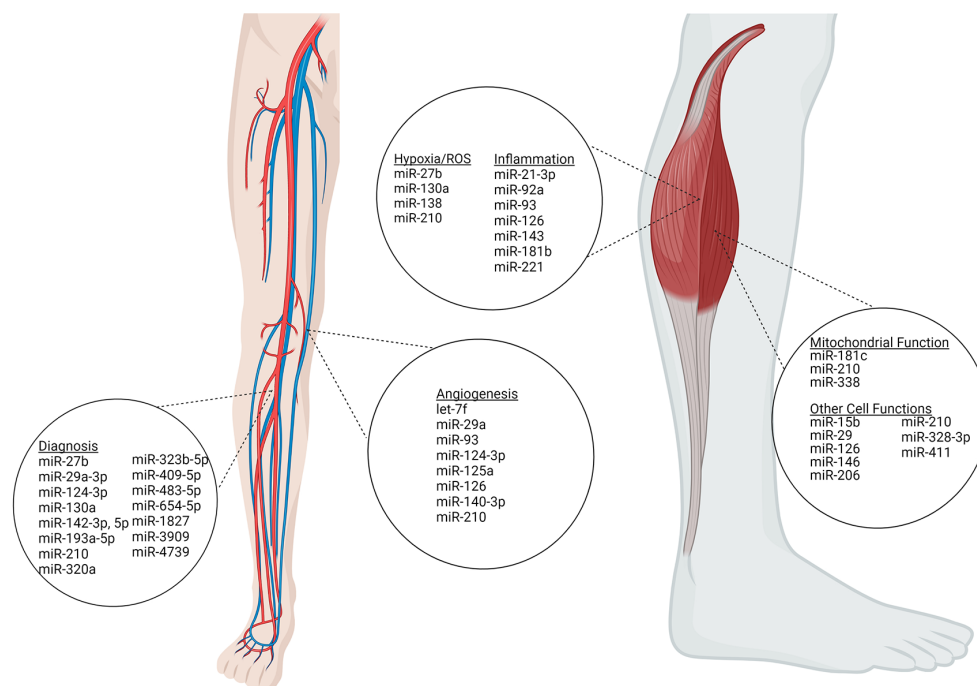 Hypoxia/ROS
miR-27b
miR-130a
miR-138
miR-210
Inflammation
miR-21-3p
miR-92a
miR-93
miR-126
miR-143
miR-181b
miR-221
Mitochondrial Function
miR-181c
miR-210
miR-338
Other Cell Functions
miR-15b
miR-29
miR-126
miR-146
miR-206
miR-210
miR-328-3p
miR-411
Angiogenesis
let-7f
miR-29a
miR-93
miR-124-3p
miR-125a
miR-126
miR-140-3p
miR-210
Diagnosis
miR-27b
miR-29a-3p
miR-124-3p
miR-130a
miR-142-3p, 5p
miR-193a-5p
miR-210
miR-320a
miR-323b-5p
miR-409-5p
miR-483-5p
miR-654-5p
miR-1827
miR-3909
miR-4739